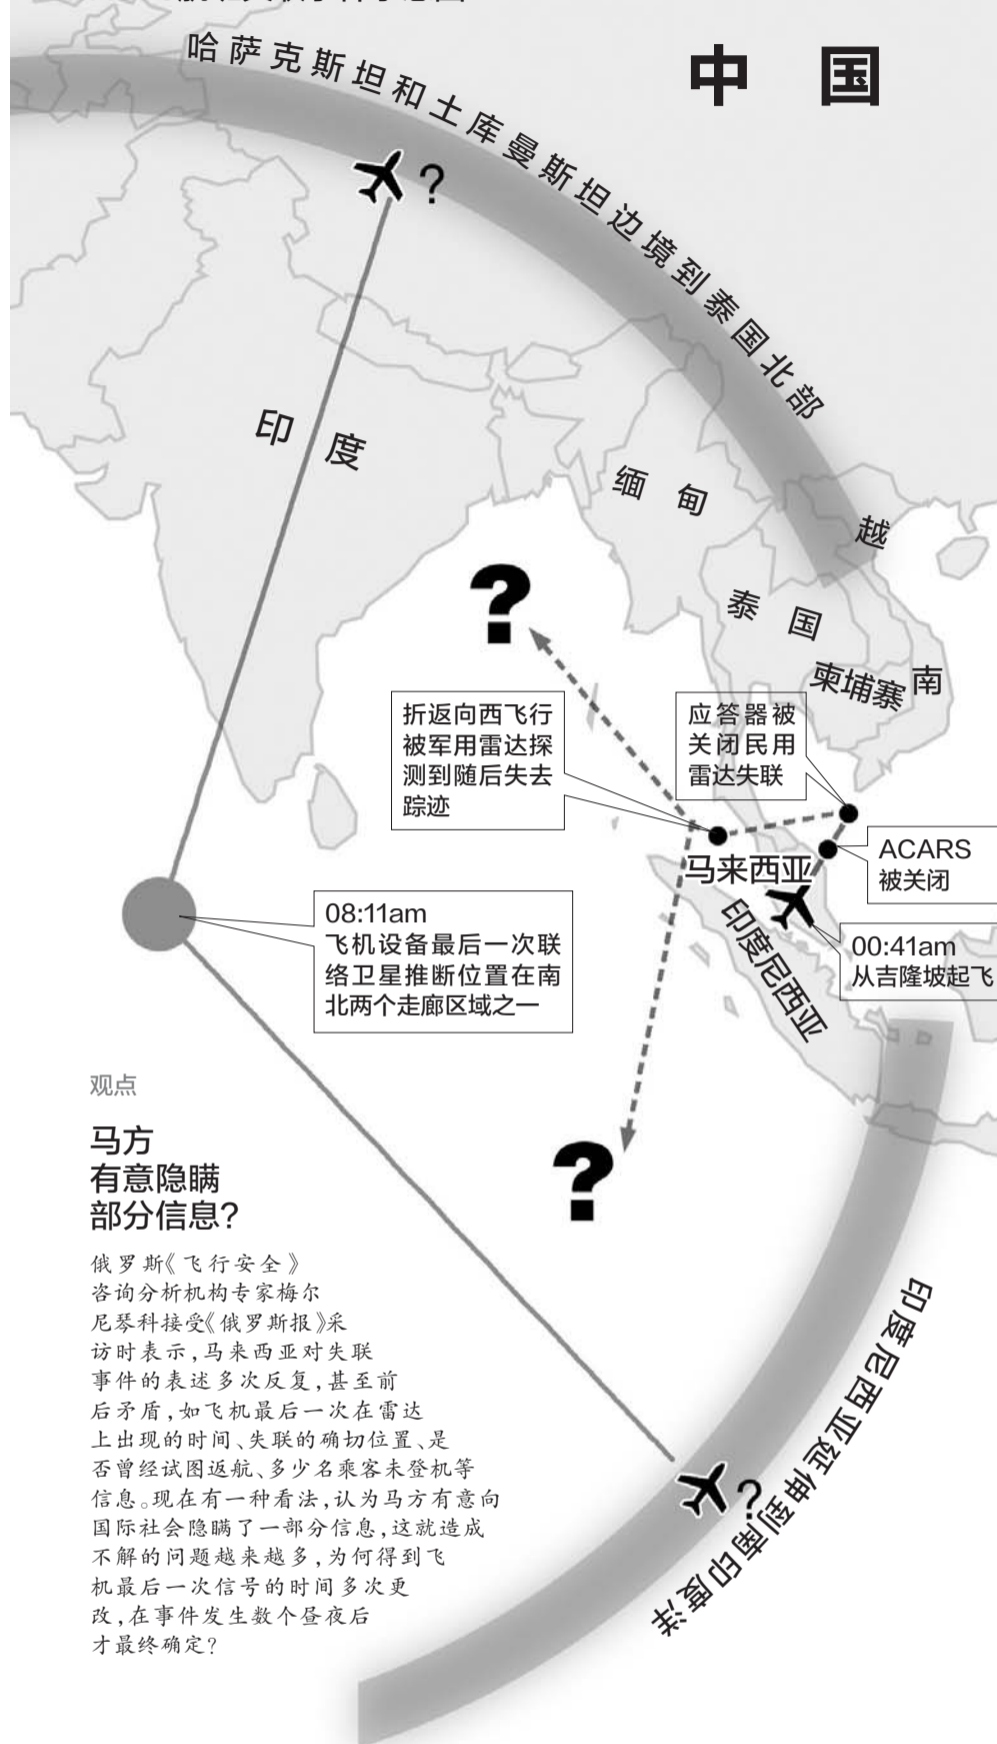 中国
哈萨克斯坦和土库曼斯坦边境到泰国北部
?
印度
缅甸
越南
泰国
柬埔寨
?
折返向西飞行
被军用雷达探
测到随后失去
踪迹
应答器被
关闭民用
雷达失联
ACARS
被关闭
马来西亚
印度尼西亚
00:41am
从吉隆坡起飞
08:11am
飞机设备最后一次联
络卫星推断位置在南
北两个走廊区域之一
?
印度尼西亚延伸到南印度洋
?
观点
马方
有意隐瞒
部分信息?
俄罗斯《飞行安全》
咨询分析机构专家梅尔
尼琴科接受《俄罗斯报》采
访时表示,马来西亚对失联
事件的表述多次反复,甚至前
后矛盾,如飞机最后一次在雷达
上出现的时间、失联的确切位置、是
否曾经试图返航、多少名乘客未登机等
信息。现在有一种看法,认为马方有意向
国际社会隐瞒了一部分信息,这就造成
不解的问题越来越多,为何得到飞
机最后一次信号的时间多次更
改,在事件发生数个昼夜后
才最终确定?